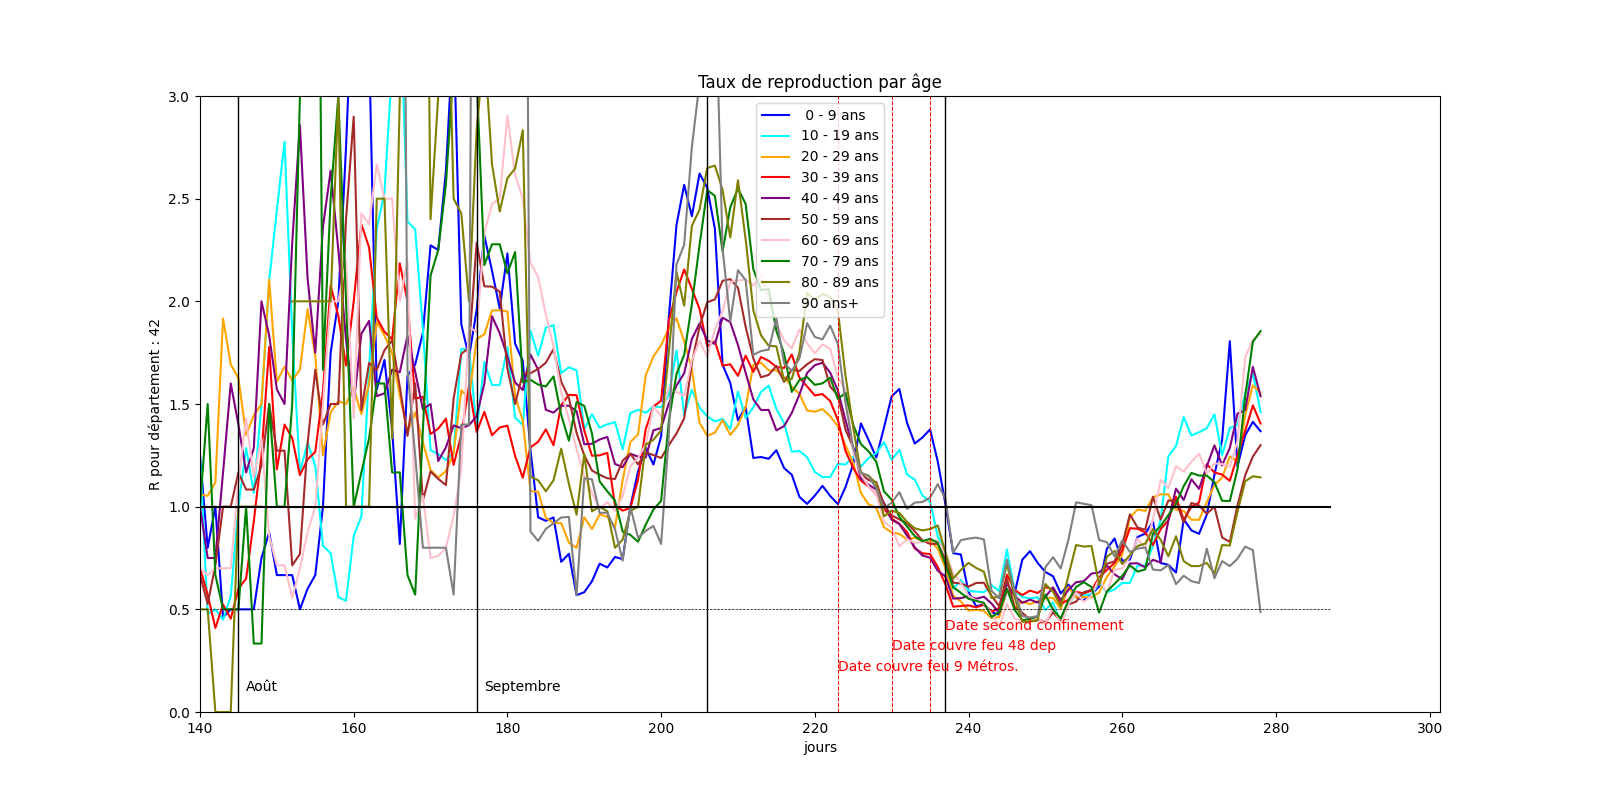 Taux de reproduction par âge
R pour département : 42
3.0
2.5
2.0
1.5
1.0
0.5
0.0
0 - 9 ans
10 - 19 ans
20 - 29 ans
30 - 39 ans
40 - 49 ans
50 - 59 ans
60 - 69 ans
70 - 79 ans
80 - 89 ans
90 ans+
Date second confinement
Date couvre feu 48 dep
Date couvre feu 9 Métros.
Août
Septembre
140 160 180 200 220 240 260 280 300
jours